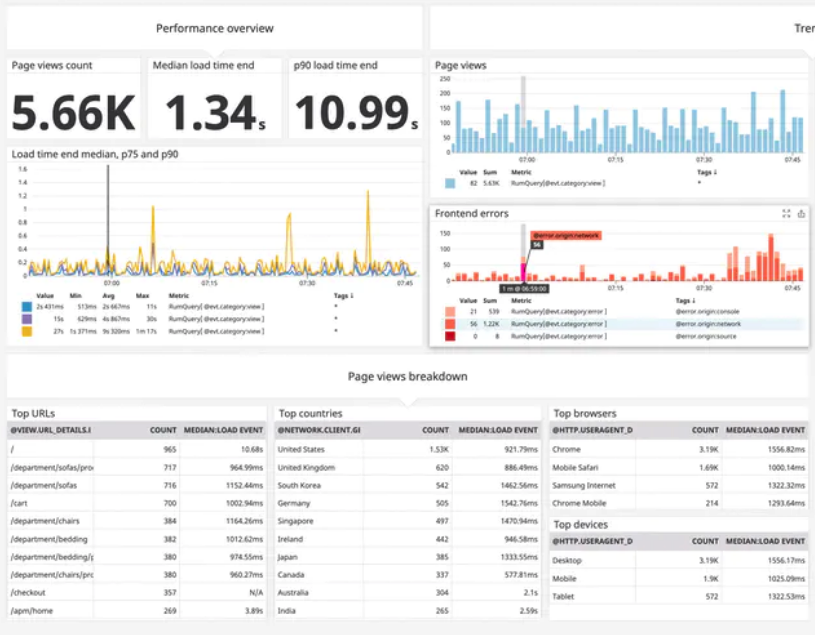 Performance overview
Tren
Page views count
Median load time end
p90 load time end
5.66K
1.34s
10.99s
Page views
250
200
150
100
50
0
07:00
07:15
07:30
07:45
Value Sum Metric Tags ↓
82 5.63K RumQuery[@evt.category:view] *
Load time end median, p75 and p90
1.6
1.4
1.2
1
0.8
0.6
0.4
0.2
0
07:00
07:15
07:30
07:45
Value Min Avg Max Metric Tags ↓
2s 431ms 513ms 2s 667ms 11s RumQuery[@evt.category:view] *
15s 629ms 4s 867ms 30s RumQuery[@evt.category:view] *
27s 1s 371ms 9s 320ms 1m 17s RumQuery[@evt.category:view] *
Frontend errors
150
100
50
0
@error.origin:network
56
1 m @ 06:59:00
07:15
07:30
07:45
Value Sum Metric Tags ↓
21 539 RumQuery[@evt.category:error] @error.origin:console
56 1.22K RumQuery[@evt.category:error] @error.origin:network
0 8 RumQuery[@evt.category:error] @error.origin:source
Page views breakdown
Top URLs
@VIEW.URL_DETAILS.I COUNT MEDIAN:LOAD EVENT
/ 965 10.68s
/department/sofas/pro 717 964.99ms
/department/sofas 716 1152.44ms
/cart 700 1002.94ms
/department/chairs 384 1164.26ms
/department/bedding 382 1012.62ms
/department/bedding/p 380 974.55ms
/department/chairs/pro 380 960.27ms
/checkout 357 N/A
/apm/home 269 3.89s
Top countries
@NETWORK.CLIENT.GE COUNT MEDIAN:LOAD EVENT
United States 1.53K 921.79ms
United Kingdom 620 886.49ms
South Korea 542 1462.56ms
Germany 505 1542.76ms
Singapore 497 1470.94ms
Ireland 442 946.58ms
Japan 385 1333.55ms
Canada 337 577.81ms
Australia 304 2.1s
India 265 2.59s
Top browsers
@HTTP.USERAGENT_D COUNT MEDIAN:LOAD EVENT
Chrome 3.19K 1556.82ms
Mobile Safari 1.69K 1000.14ms
Samsung Internet 572 1322.32ms
Chrome Mobile 214 1293.64ms
Top devices
@HTTP.USERAGENT_D COUNT MEDIAN:LOAD EVENT
Desktop 3.19K 1556.17ms
Mobile 1.9K 1025.09ms
Tablet 572 1322.53ms